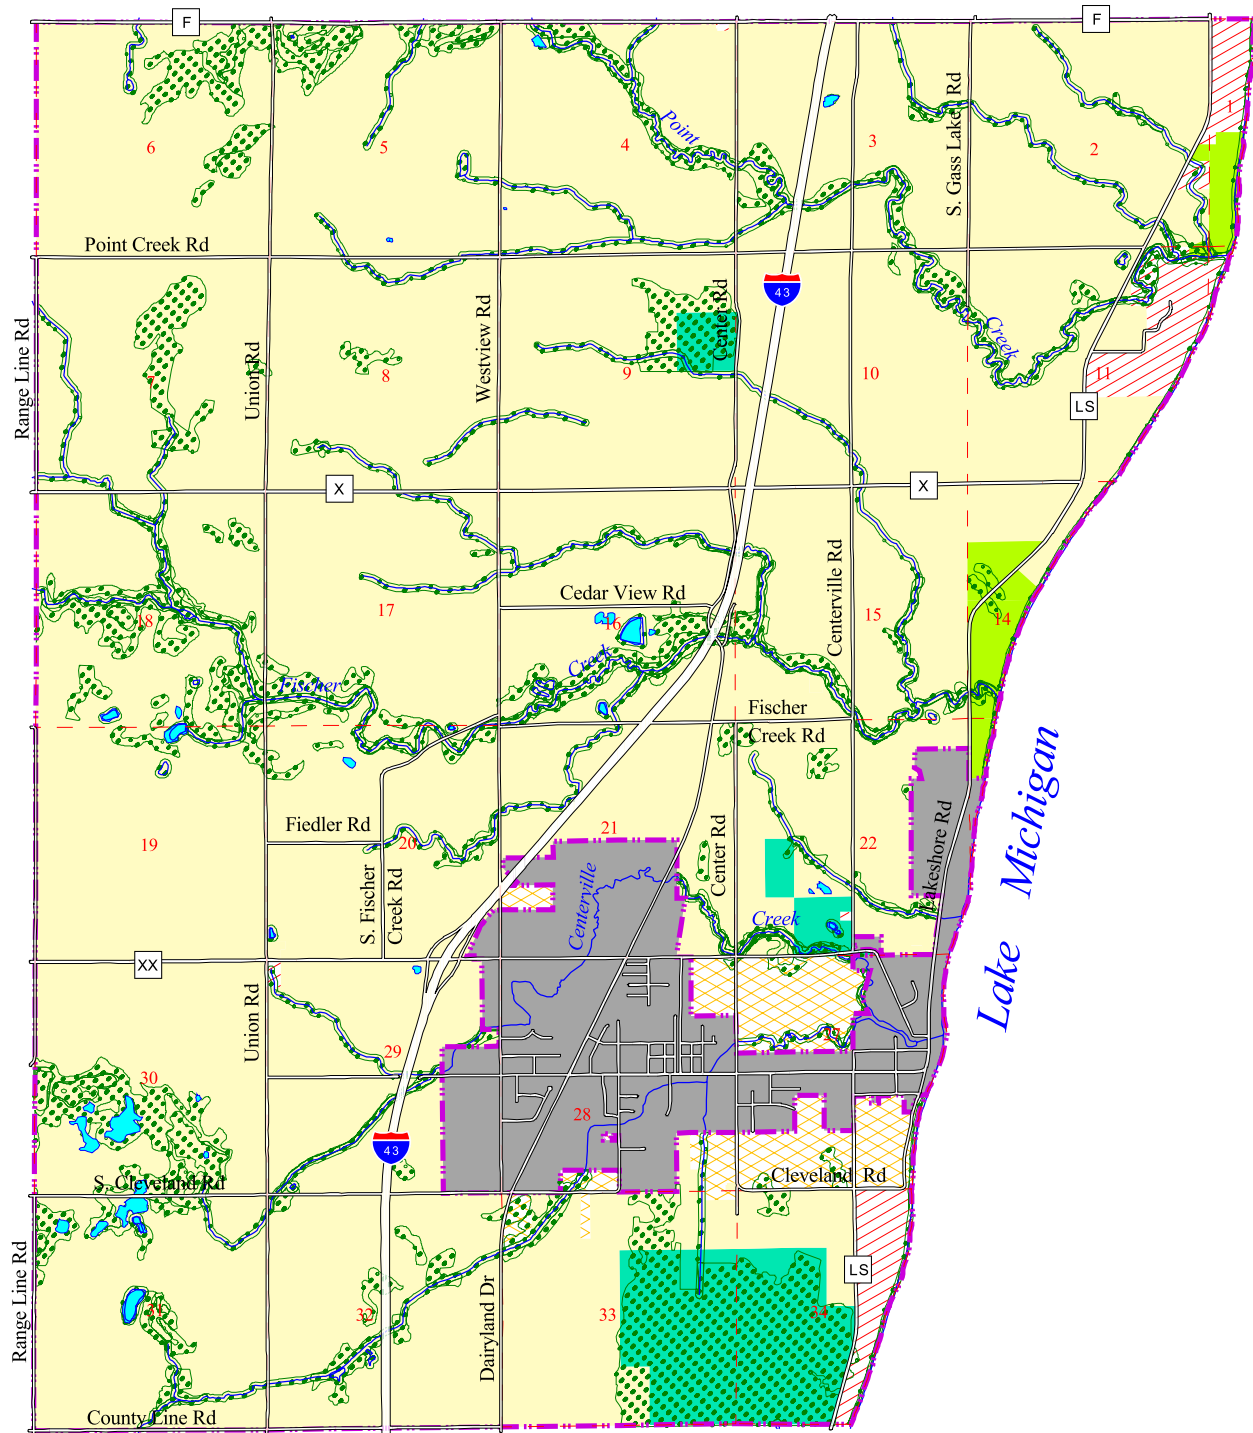 F
F
1
6
5
4
Point
3
S. Gass Lake Rd
2
Point Creek Rd
43
Range Line Rd
Union Rd
Westview Rd
Center Rd
Creek
7
8
9
10
11
LS
X
X
Cedar View Rd
Centerville Rd
17
18
16
15
14
Creek
Fischer
Fischer
Creek Rd
Lake Michigan
Fiedler Rd
19
20
21
22
S. Fischer
Creek Rd
Centerville
Center Rd
Lakeshore Rd
Creek
XX
Union Rd
29
27
30
28
43
S. Cleveland Rd
Cleveland Rd
Range Line Rd
LS
31
32
33
34
Dairyland Dr
County Line Rd